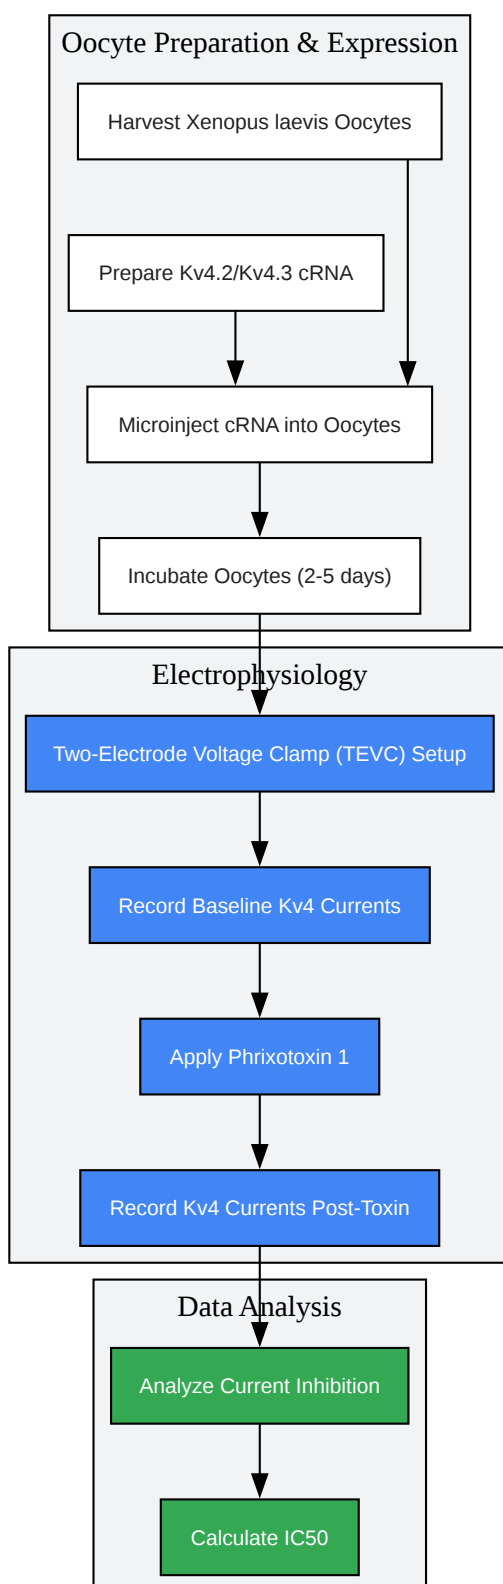 Oocyte Preparation & Expression
Harvest Xenopus laevis Oocytes
Prepare Kv4.2/Kv4.3 cRNA
Microinject cRNA into Oocytes
Incubate Oocytes (2-5 days)
Electrophysiology
Two-Electrode Voltage Clamp (TEVC) Setup
Record Baseline Kv4 Currents
Apply Phrixotoxin 1
Record Kv4 Currents Post-Toxin
Data Analysis
Analyze Current Inhibition
Calculate IC50